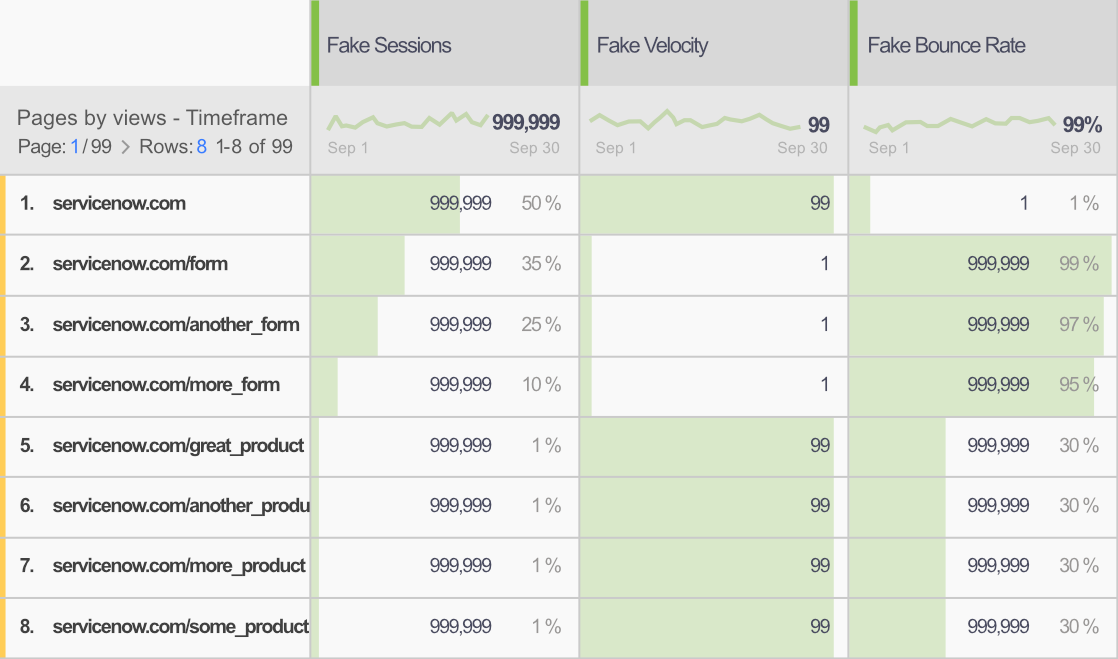 Fake Sessions Fake Velocity Fake Bounce Rate
Pages by views - Timeframe 999,999 99 99%
Page: 1 / 99 > Rows: 8 1-8 of 99 Sep 1 Sep 30 Sep 1 Sep 30 Sep 1 Sep 30
1. servicenow.com 999,999 50 % 99 1 1 %
2. servicenow.com/form 999,999 35 % 1 999,999 99 %
3. servicenow.com/another_form 999,999 25 % 1 999,999 97 %
4. servicenow.com/more_form 999,999 10 % 1 999,999 95 %
5. servicenow.com/great_product 999,999 1 % 99 999,999 30 %
6. servicenow.com/another_produ 999,999 1 % 99 999,999 30 %
7. servicenow.com/more_product 999,999 1 % 99 999,999 30 %
8. servicenow.com/some_product 999,999 1 % 99 999,999 30 %